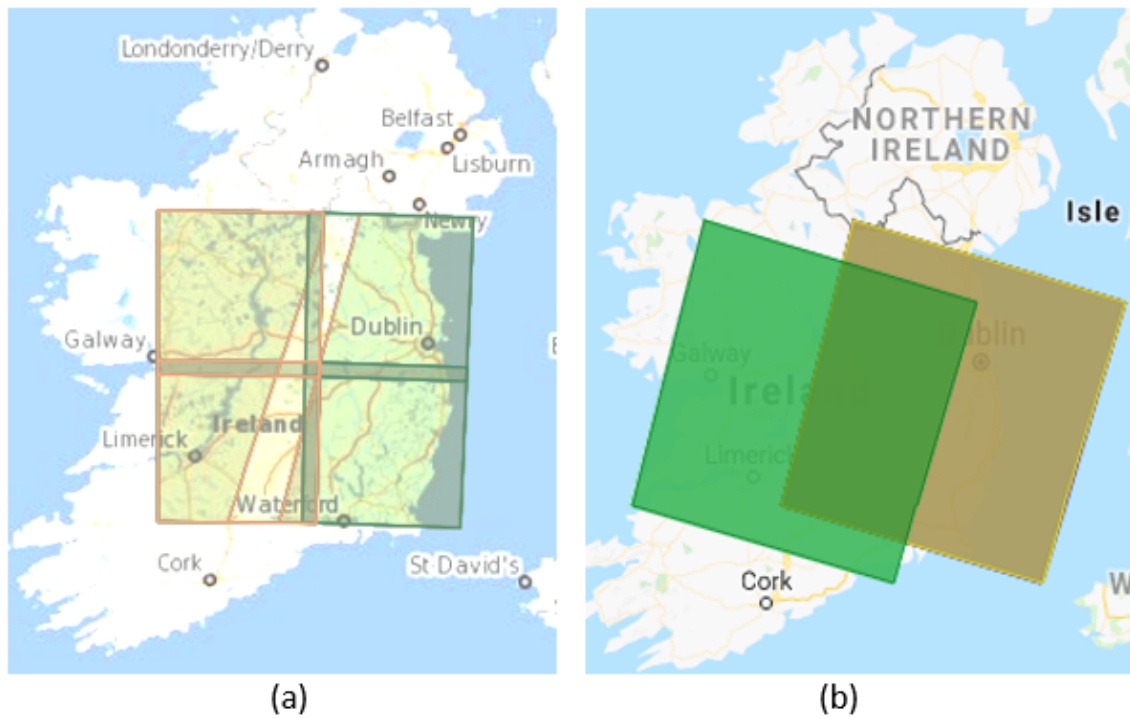 Londonderry/Derry
Belfast
Lisburn
Armagh
Newry
Galway
Dublin
Ireland
Limerick
Waterford
Cork
St David's
(a)
NORTHERN
IRELAND
Isle
Dublin
Galway
Ireland
Limerick
Cork
W
(b)